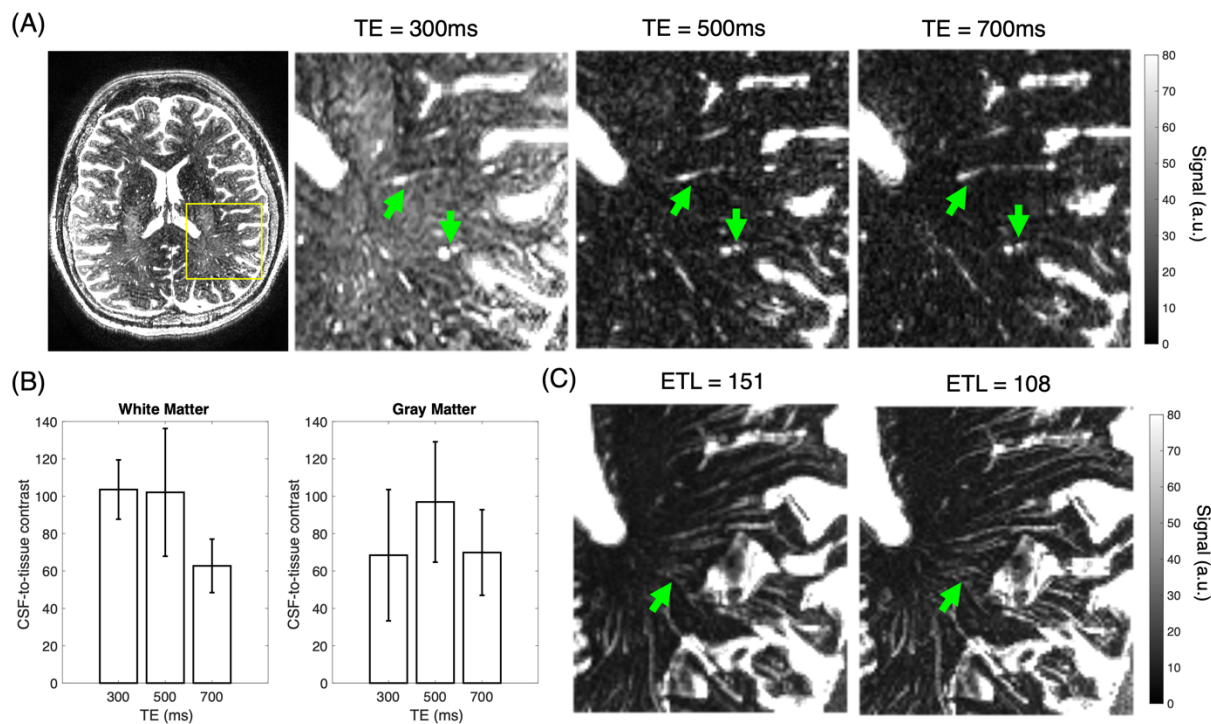 (A)
TE = 300ms
TE = 500ms
TE = 700ms
80
70
60
50
40
30
20
10
0
Signal (a.u.)
(B)
White Matter
140
120
100
80
60
40
20
0
CSF-to-tissue contrast
300
500
700
TE (ms)
Gray Matter
140
120
100
80
60
40
20
0
CSF-to-tissue contrast
300
500
700
TE (ms)
(C)
ETL = 151
ETL = 108
80
70
60
50
40
30
20
10
0
Signal (a.u.)